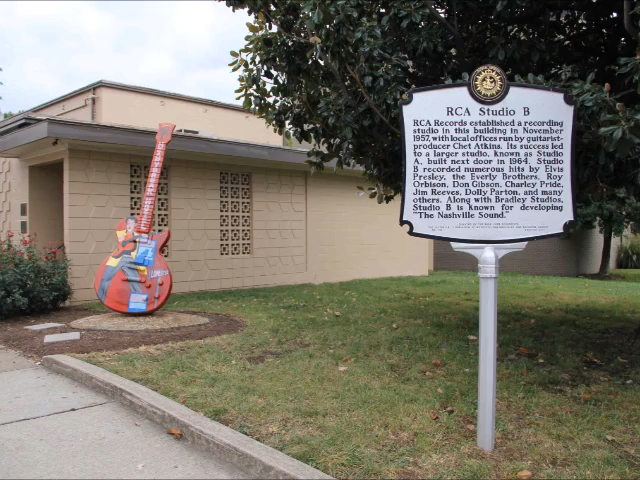 RCA Studio B
RCA Records established a recording
studio in this building in November
1957, with local offices run by guitarist-
producer Chet Atkins. Its success led
to a larger studio, known as Studio
A, built next door in 1964. Studio
B recorded numerous hits by Elvis
Presley, the Everly Brothers, Roy
Orbison, Don Gibson, Charley Pride,
Jim Reeves, Dolly Parton, and many
others. Along with Bradley Studios,
Studio B is known for developing
"The Nashville Sound."